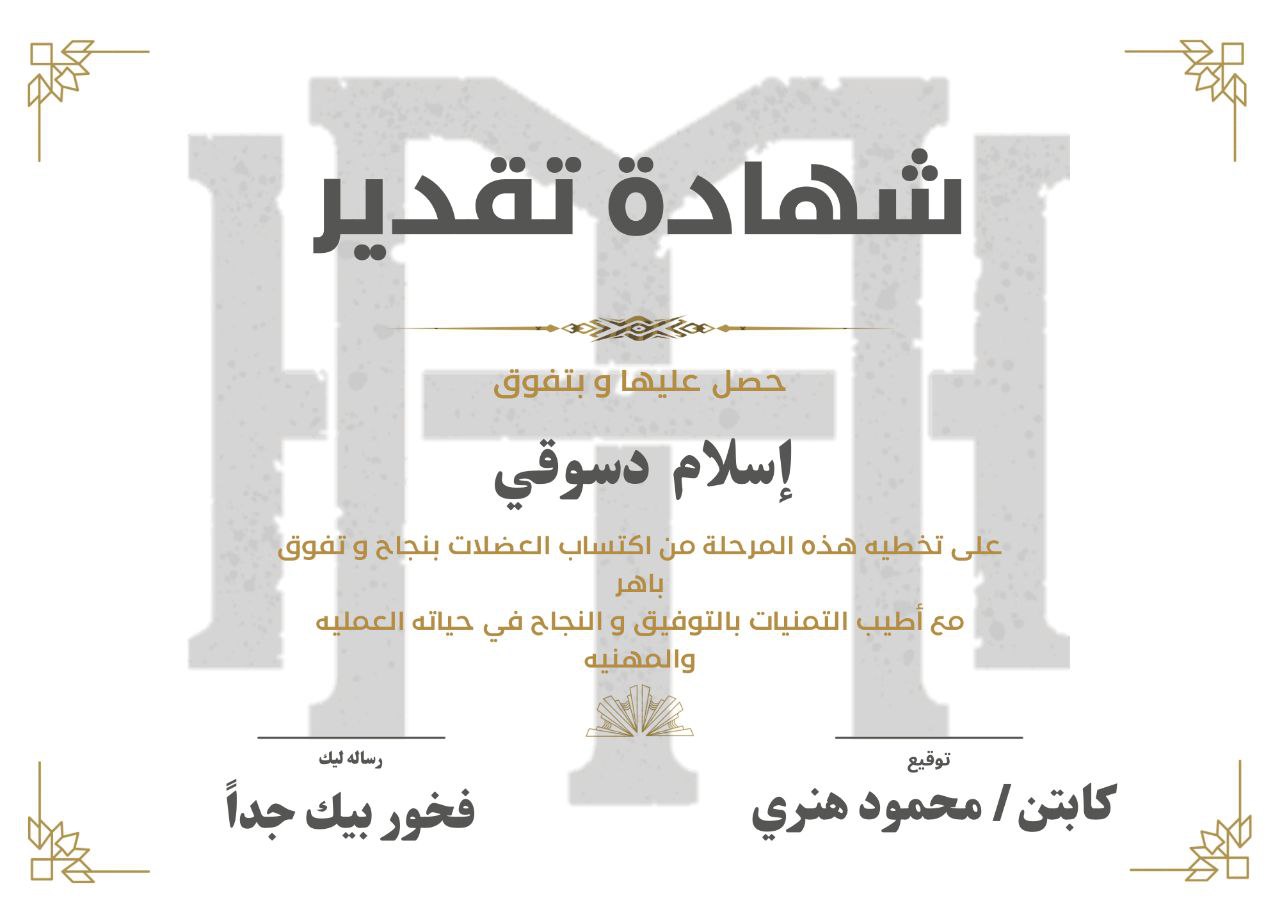 شهادة تقدير
حصل عليها و بتفوق
إسلام دسوقي
على تخطيه هذه المرحلة من اكتساب العضلات بنجاح و تفوق
باهر
مع أطيب التمنيات بالتوفيق و النجاح في حياته العمليه
والمهنيه
توقيع
كابتن / محمود هنري
رساله ليك
فخور بيك جداً